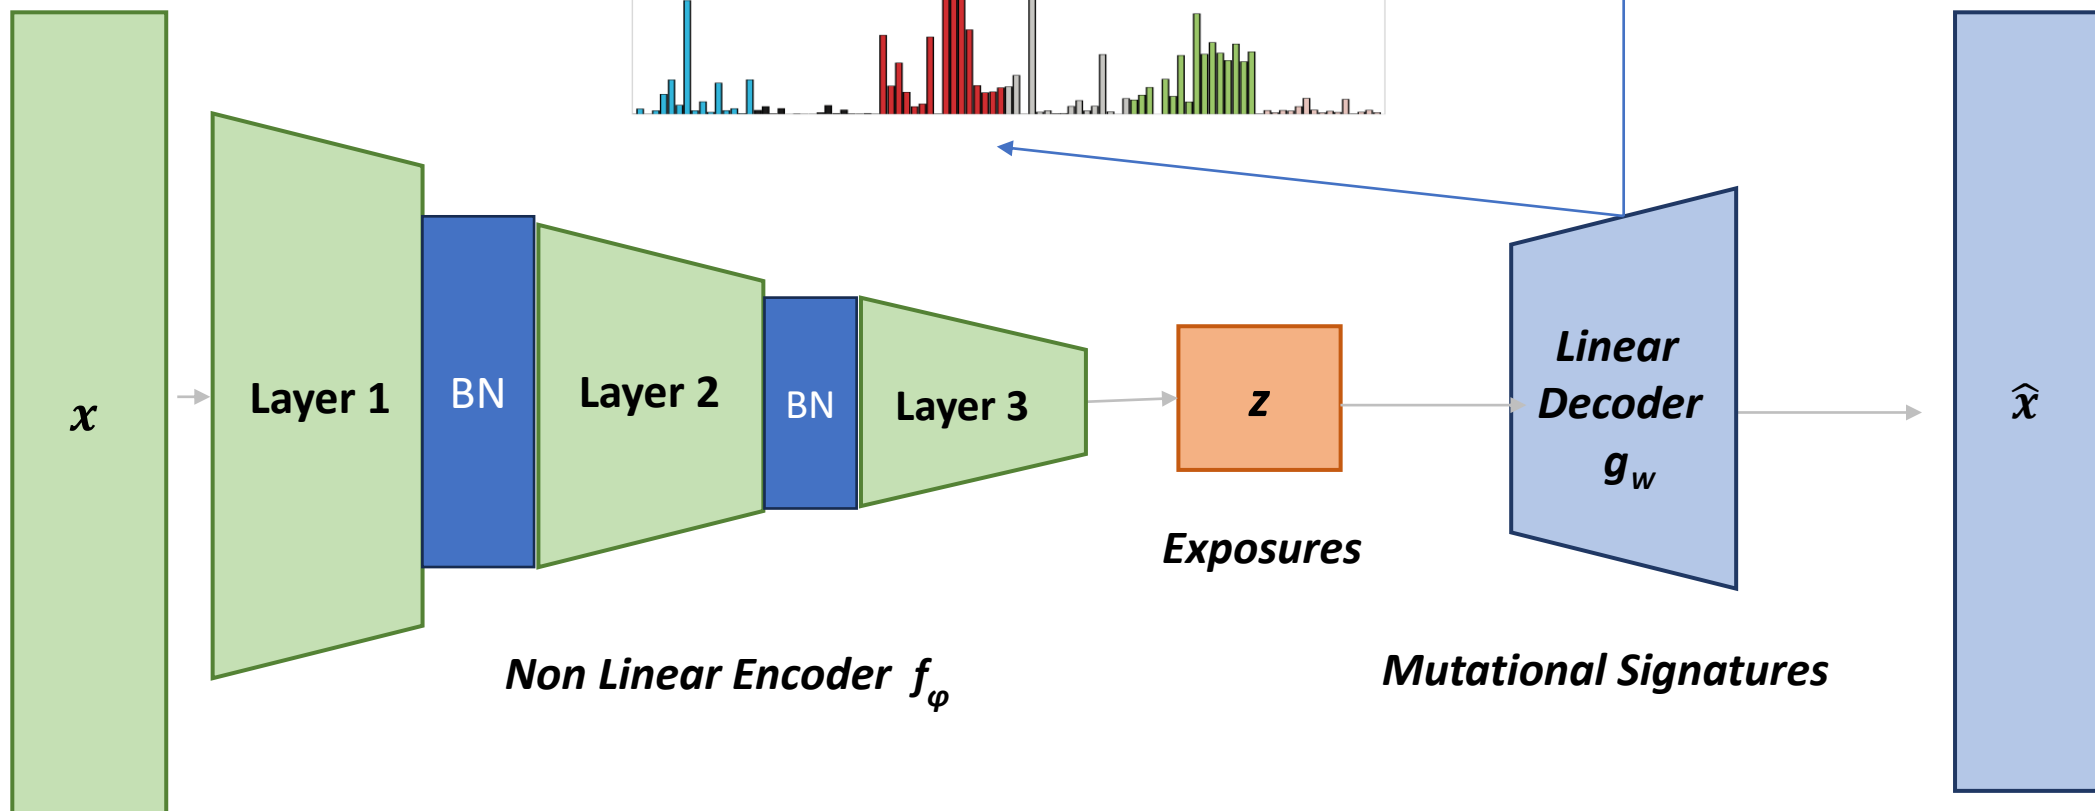 x
Layer 1
BN
Layer 2
BN
Layer 3
z
Linear
Decoder
g_w
x̂
Exposures
Non Linear Encoder f_φ
Mutational Signatures